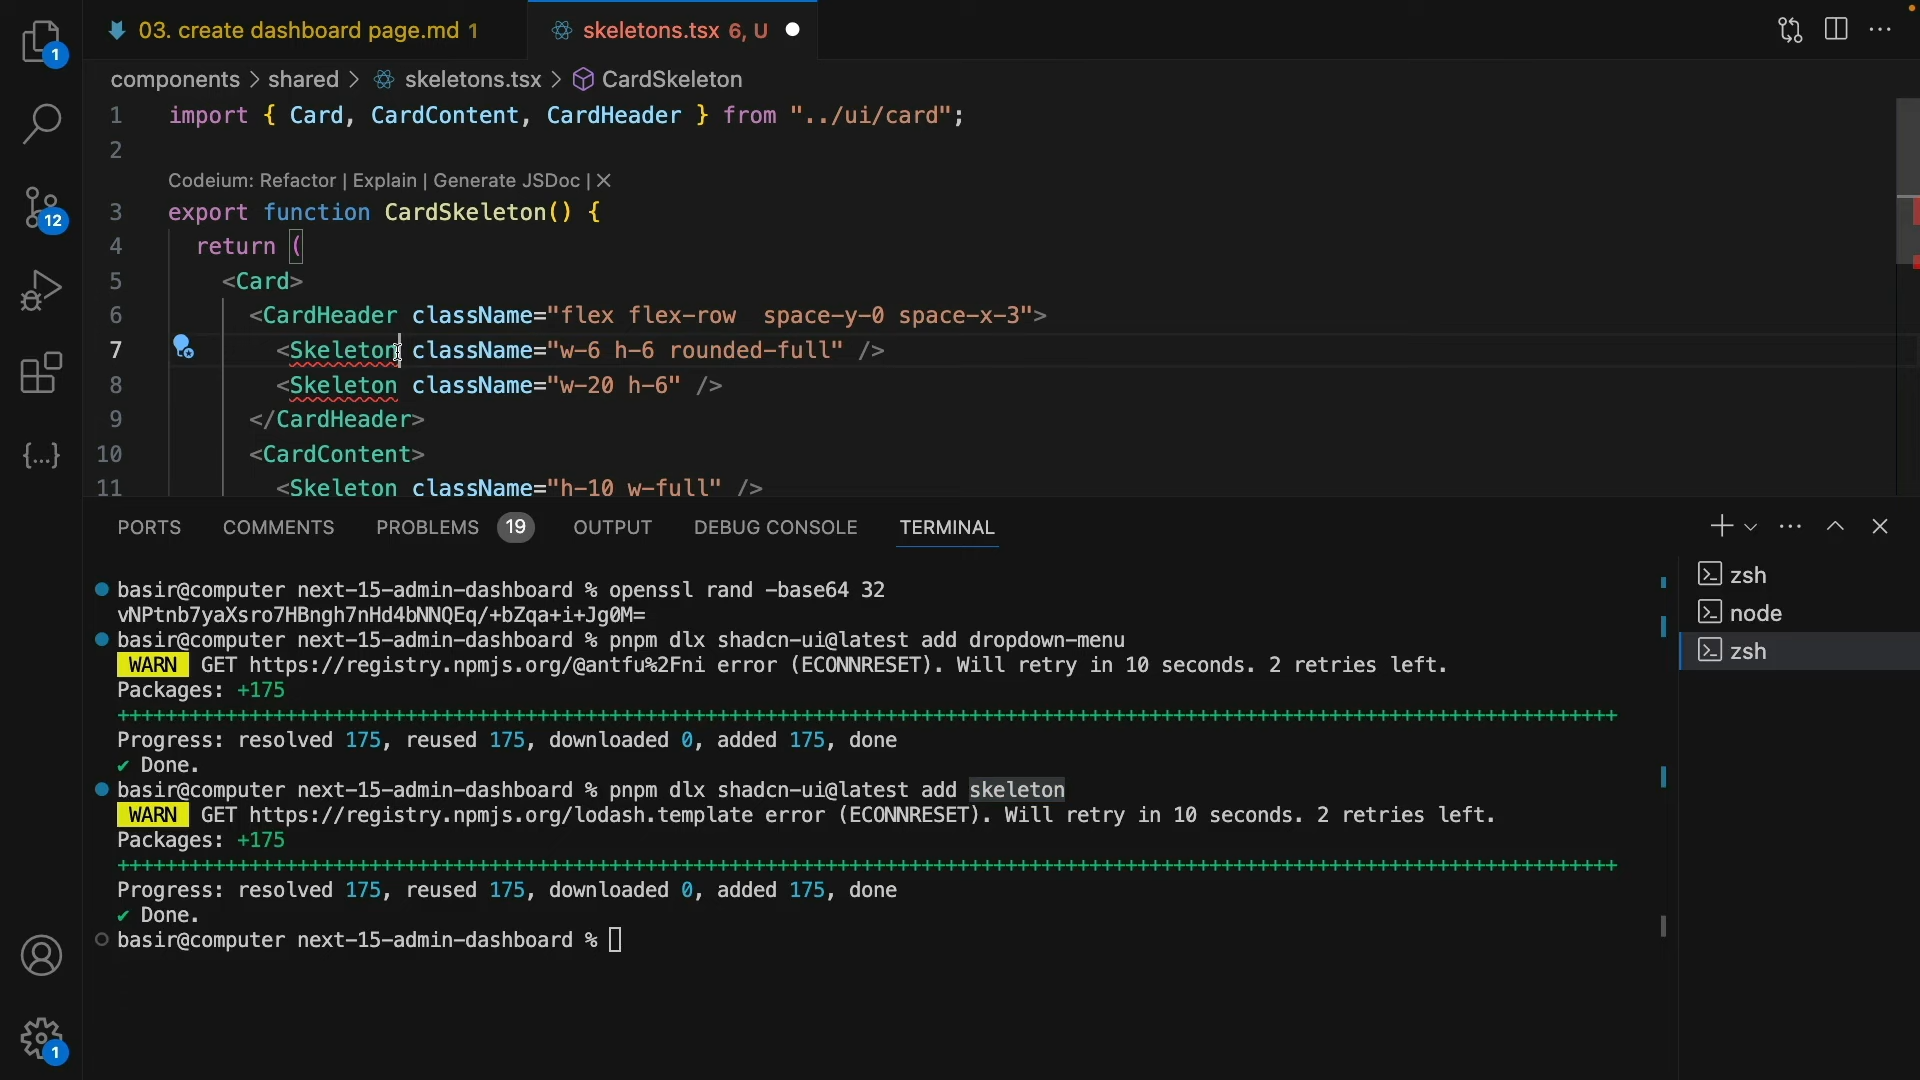 03. create dashboard page.md 1
skeletons.tsx 6, U
components > shared > skeletons.tsx > CardSkeleton
1 import { Card, CardContent, CardHeader } from "../ui/card";
2
Codeium: Refactor | Explain | Generate JSDoc | ✕
3 export function CardSkeleton() {
4 return (
5 <Card>
6 <CardHeader className="flex flex-row  space-y-0 space-x-3">
7 <Skeleton className="w-6 h-6 rounded-full" />
8 <Skeleton className="w-20 h-6" />
9 </CardHeader>
10 <CardContent>
11 <Skeleton className="h-10 w-full" />
1
12
1
PORTS COMMENTS PROBLEMS 19 OUTPUT DEBUG CONSOLE TERMINAL
basir@computer next-15-admin-dashboard % openssl rand -base64 32
vNPtnb7yaXsro7HBngh7nHd4bNNQEq/+bZqa+i+Jg0M=
basir@computer next-15-admin-dashboard % pnpm dlx shadcn-ui@latest add dropdown-menu
WARN GET https://registry.npmjs.org/@antfu%2Fni error (ECONNRESET). Will retry in 10 seconds. 2 retries left.
Packages: +175
+++++++++++++++++++++++++++++++++++++++++++++++++++++++++++++++++++++++++++++++++++++++++++++++++++++++++++++++++++++++++++++
Progress: resolved 175, reused 175, downloaded 0, added 175, done
✔ Done.
basir@computer next-15-admin-dashboard % pnpm dlx shadcn-ui@latest add skeleton
WARN GET https://registry.npmjs.org/lodash.template error (ECONNRESET). Will retry in 10 seconds. 2 retries left.
Packages: +175
+++++++++++++++++++++++++++++++++++++++++++++++++++++++++++++++++++++++++++++++++++++++++++++++++++++++++++++++++++++++++++++
Progress: resolved 175, reused 175, downloaded 0, added 175, done
✔ Done.
basir@computer next-15-admin-dashboard %
zsh
node
zsh